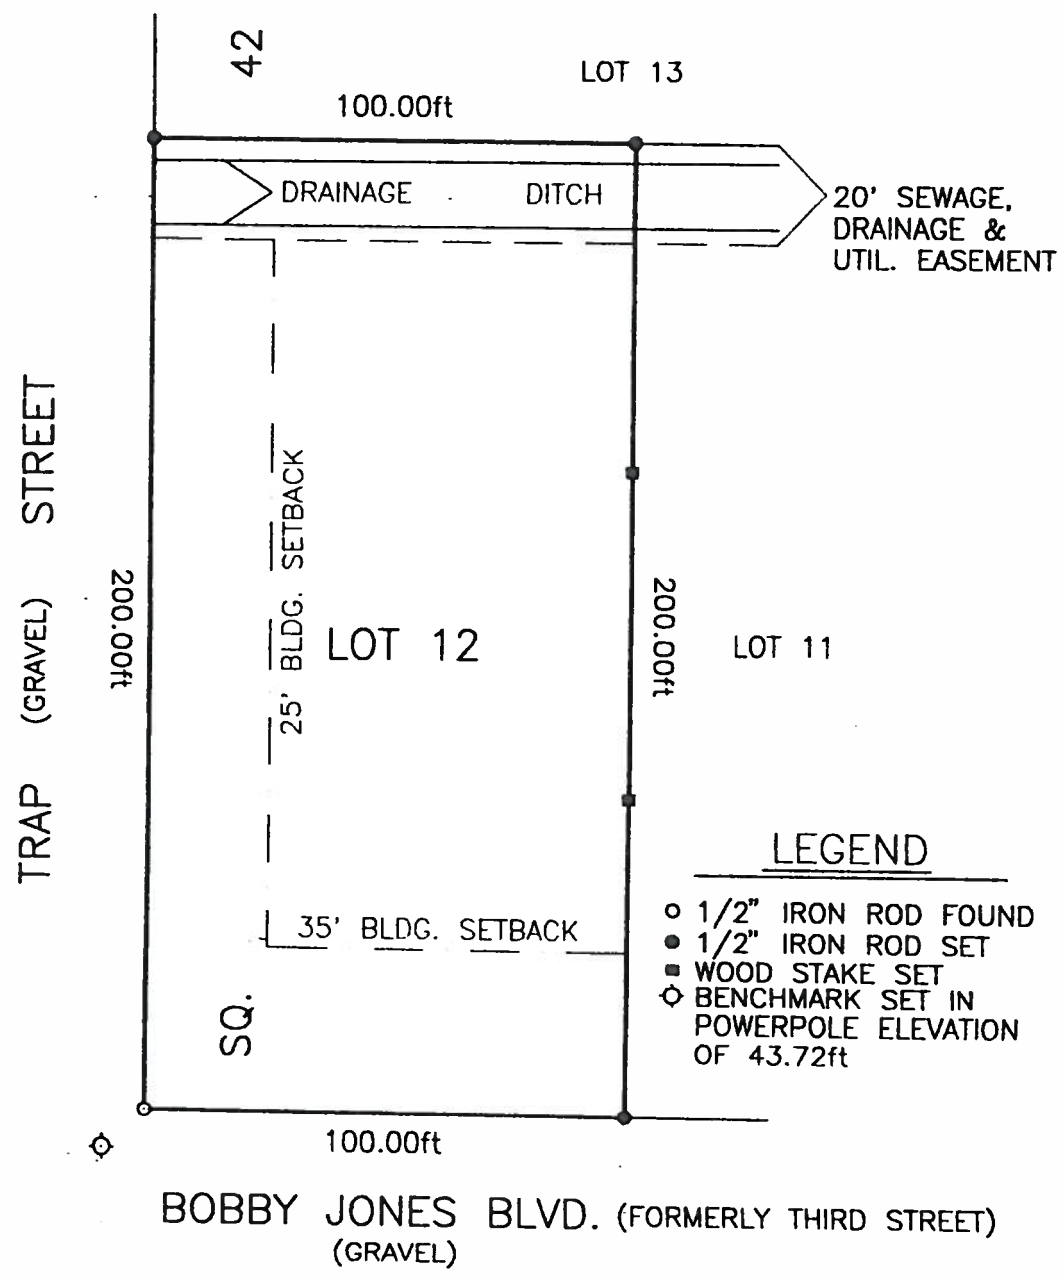 42
LOT 13
100.00ft
DRAINAGE DITCH
20' SEWAGE,
DRAINAGE &
UTIL. EASEMENT
TRAP (GRAVEL) STREET
200.00ft
25' BLDG. SETBACK
LOT 12
200.00ft
LOT 11
35' BLDG. SETBACK
SQ.
LEGEND
1/2" IRON ROD FOUND
1/2" IRON ROD SET
WOOD STAKE SET
BENCHMARK SET IN
POWERPOLE ELEVATION
OF 43.72ft
100.00ft
BOBBY JONES BLVD. (FORMERLY THIRD STREET)
(GRAVEL)